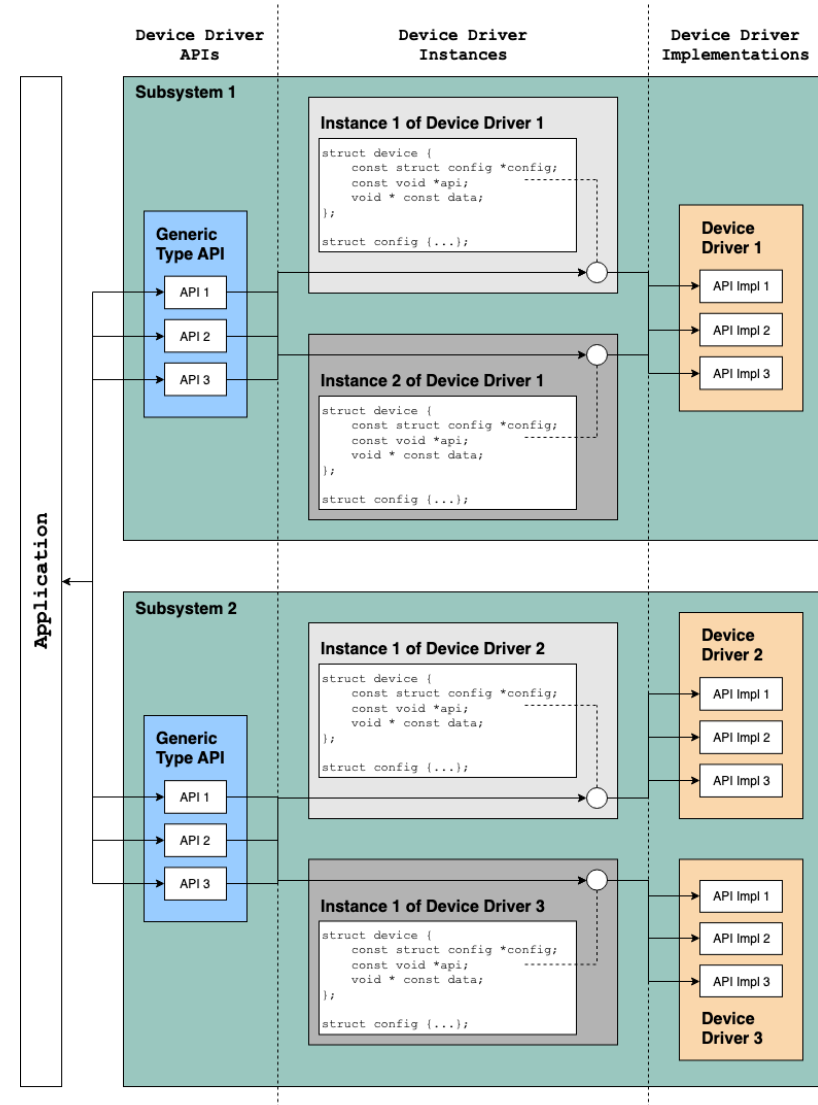 Device Driver
APIs
Device Driver
Instances
Device Driver
Implementations
Application
Subsystem 1
Generic
Type API
API 1
API 2
API 3
Instance 1 of Device Driver 1
struct device {
    const struct config *config;
    const void *api;
    void * const data;
};
struct config {...};
Instance 2 of Device Driver 1
struct device {
    const struct config *config;
    const void *api;
    void * const data;
};
struct config {...};
Device
Driver 1
API Impl 1
API Impl 2
API Impl 3
Subsystem 2
Generic
Type API
API 1
API 2
API 3
Instance 1 of Device Driver 2
struct device {
    const struct config *config;
    const void *api;
    void * const data;
};
struct config {...};
Instance 1 of Device Driver 3
struct device {
    const struct config *config;
    const void *api;
    void * const data;
};
struct config {...};
Device
Driver 2
API Impl 1
API Impl 2
API Impl 3
API Impl 1
API Impl 2
API Impl 3
Device
Driver 3